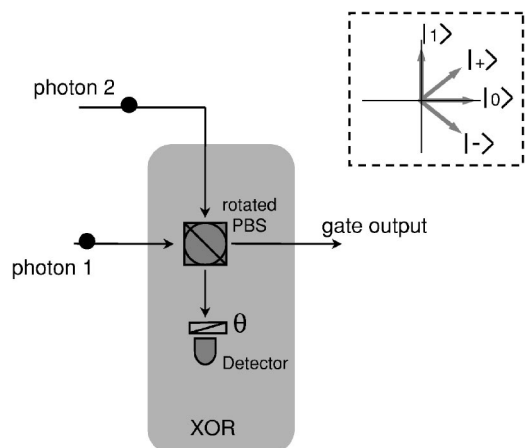 photon 2
|1>
|+>
|0>
|->
rotated
PBS
gate output
photon 1
θ
Detector
XOR